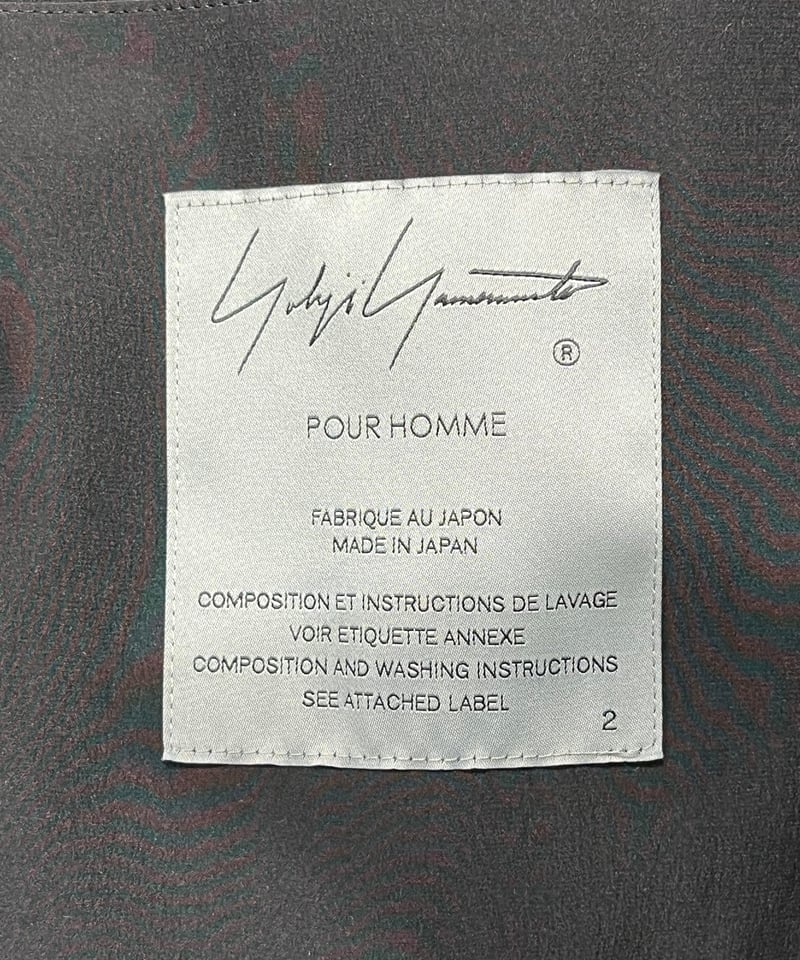 Yohji Yamamoto
®
POUR HOMME
FABRIQUE AU JAPON
MADE IN JAPAN
COMPOSITION ET INSTRUCTIONS DE LAVAGE
VOIR ETIQUETTE ANNEXE
COMPOSITION AND WASHING INSTRUCTIONS
SEE ATTACHED LABEL
2